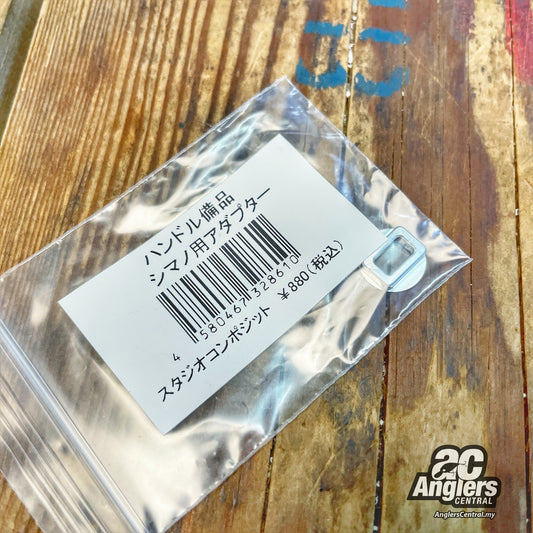 ハンドル備品
シマノ用アダプター
4 580467 328610
スタジオコンポジット ¥880(税込)
ac
Anglers
CENTRAL
AnglersCentral.my